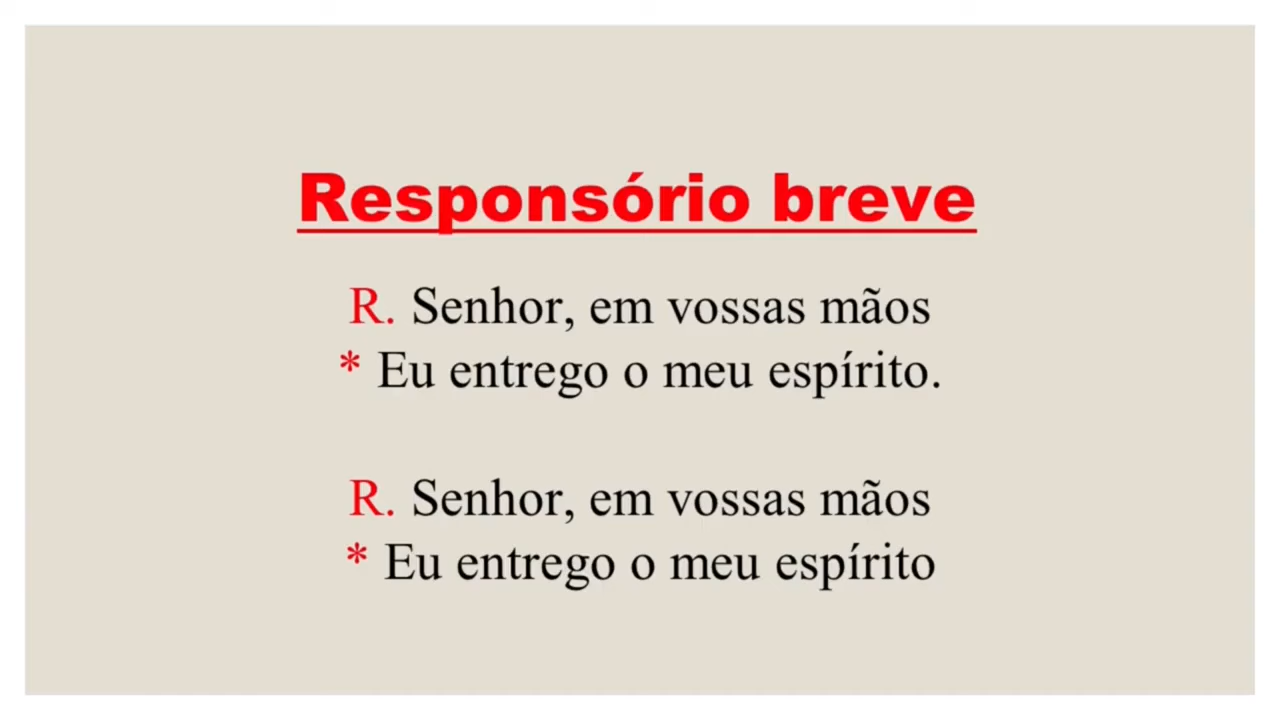 Responsório breve
R. Senhor, em vossas mãos
* Eu entrego o meu espírito.
R. Senhor, em vossas mãos
* Eu entrego o meu espírito